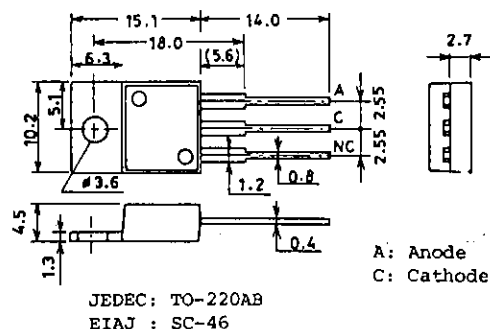 15.1
14.0
18.0
6.3
(5.6)
2.7
A
C
NC
2.55
2.55
10.2
5.1
ø3.6
1.2
0.8
4.5
1.3
0.4
A: Anode
C: Cathode
JEDEC: TO-220AB
EIAJ : SC-46